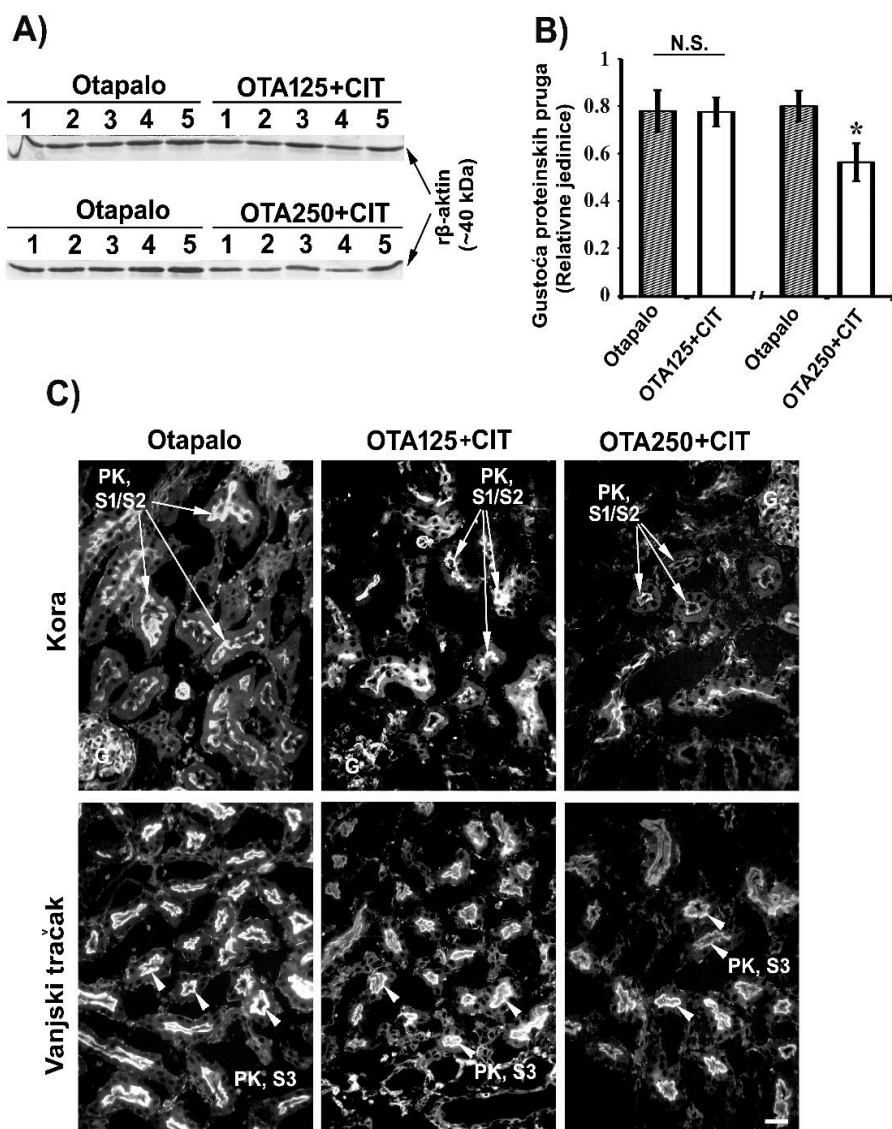 A)
Otapalo OTA125+CIT
1 2 3 4 5 1 2 3 4 5
Otapalo OTA250+CIT
1 2 3 4 5 1 2 3 4 5
rβ-aktin
(~40 kDa)
B)
N.S.
*
1
0.8
0.6
0.4
0.2
0
Gustoća proteinskih pruga
(Relativne jedinice)
Otapalo
OTA125+CIT
Otapalo
OTA250+CIT
C)
Otapalo OTA125+CIT OTA250+CIT
Kora
PK,
S1/S2
G
PK,
S1/S2
G
PK,
S1/S2
G
Vanjski tračak
PK, S3
PK, S3
PK, S3